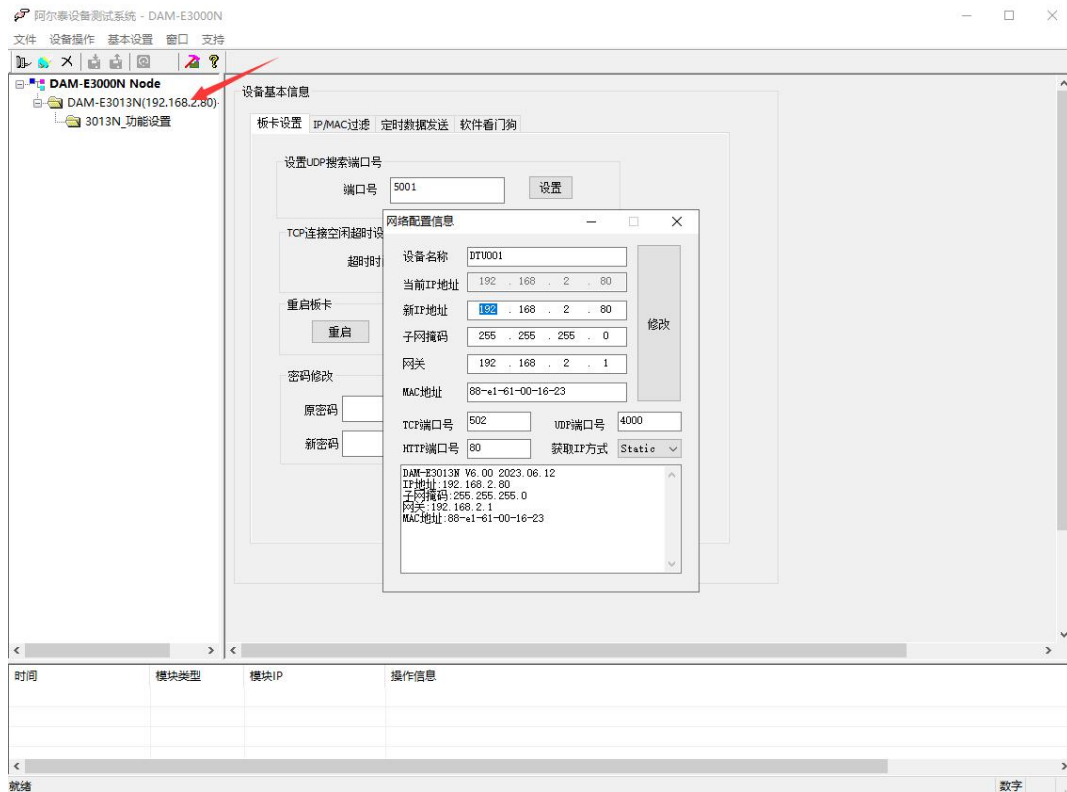 阿尔泰设备测试系统 - DAM-E3000N
文件 设备操作 基本设置 窗口 支持
DAM-E3000N Node
DAM-E3013N(192.168.2.80)-
3013N_功能设置
设备基本信息
板卡设置 IP/MAC过滤 定时数据发送 软件看门狗
设置UDP搜索端口号
端口号 5001 设置
TCP连接空闲超时设
超时时
重启板卡
重启
密码修改
原密码
新密码
网络配置信息
设备名称 DTU001
当前IP地址 192 . 168 . 2 . 80
新IP地址 192 . 168 . 2 . 80
子网掩码 255 . 255 . 255 . 0
网关 192 . 168 . 2 . 1
MAC地址 88-e1-61-00-16-23
修改
TCP端口号 502 UDP端口号 4000
HTTP端口号 80 获取IP方式 Static
DAM-E3013N V6.00 2023.06.12
IP地址:192.168.2.80
子网掩码:255.255.255.0
网关:192.168.2.1
MAC地址:88-e1-61-00-16-23
时间 模块类型 模块IP 操作信息
就绪 数字